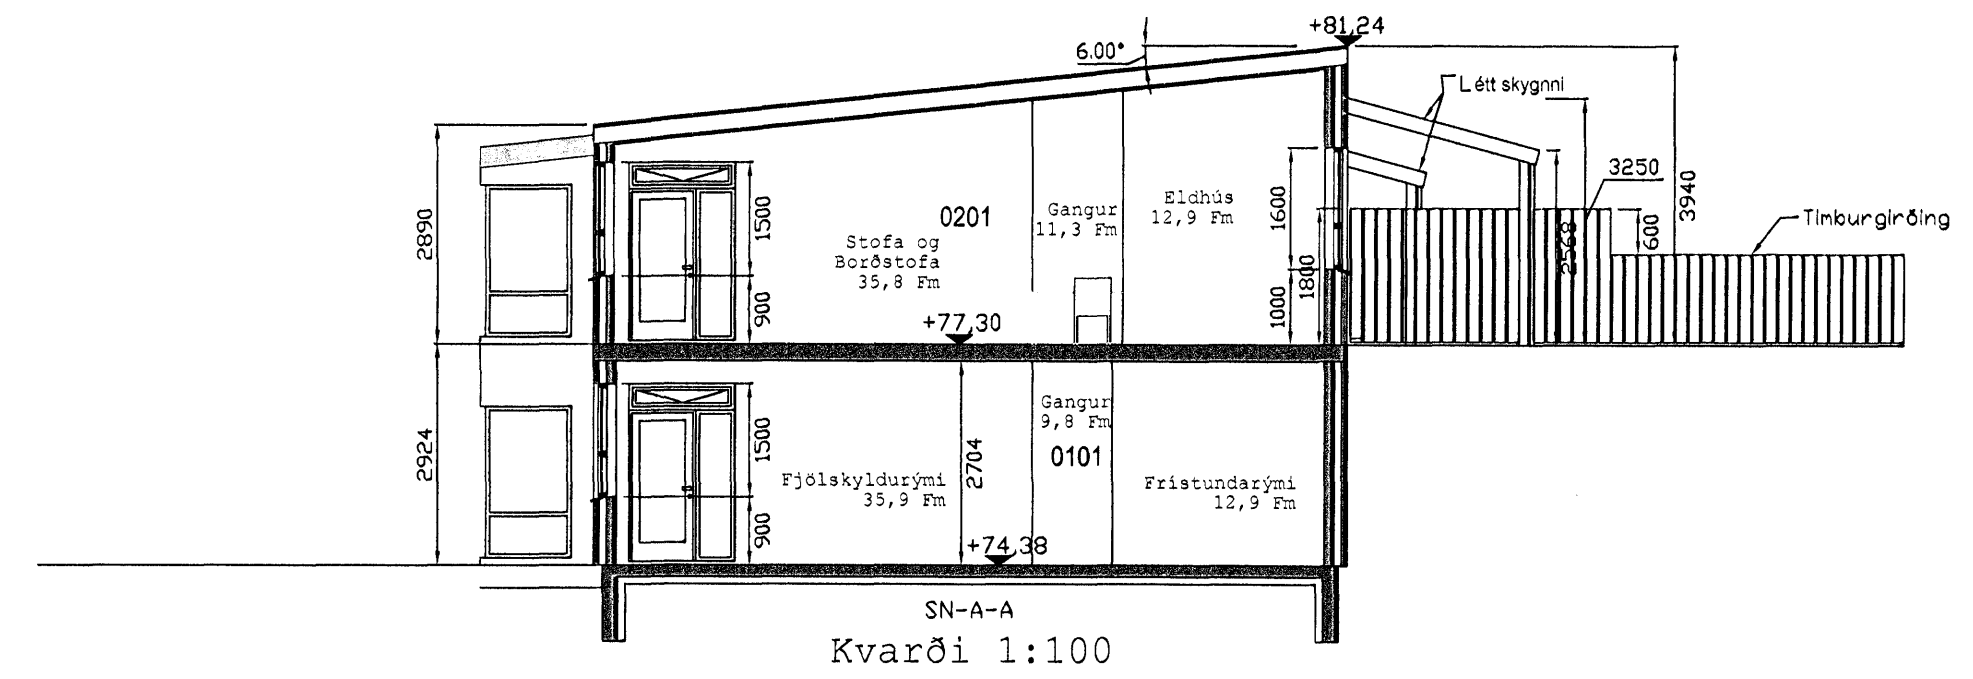 +81,24
6.00°
Létt skygnni
3250
3940
2890
1500
0201
Gangur
11,3 Fm
Eldhús
12,9 Fm
1600
Stofa og
Borðstofa
35,8 Fm
2568
600
Timburgirðing
900
1000
1800
+77,30
2924
1500
Gangur
9,8 Fm
0101
2704
Fjölskyldurými
35,9 Fm
Frístundarými
12,9 Fm
900
+74,38
SN-A-A
Kvarði 1:100